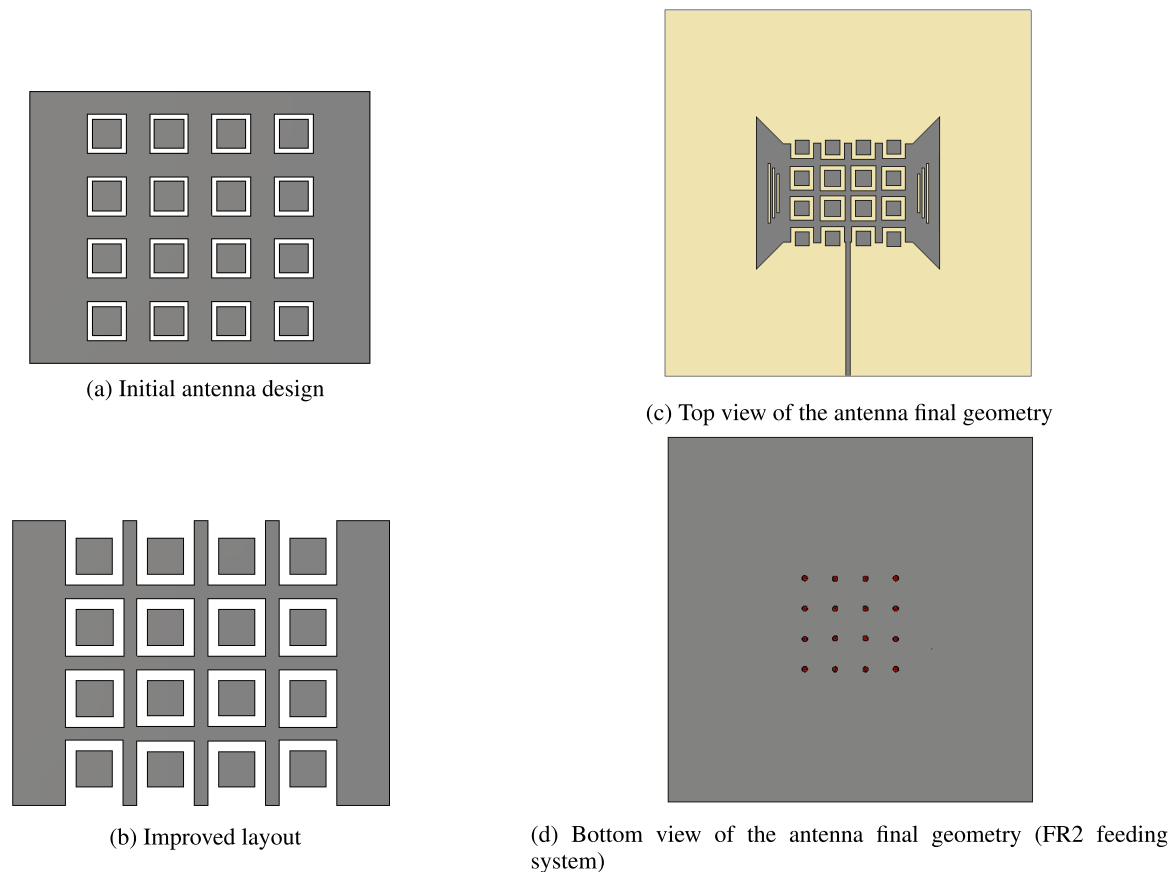 (a) Initial antenna design
(b) Improved layout
(c) Top view of the antenna final geometry
(d) Bottom view of the antenna final geometry (FR2 feeding
system)